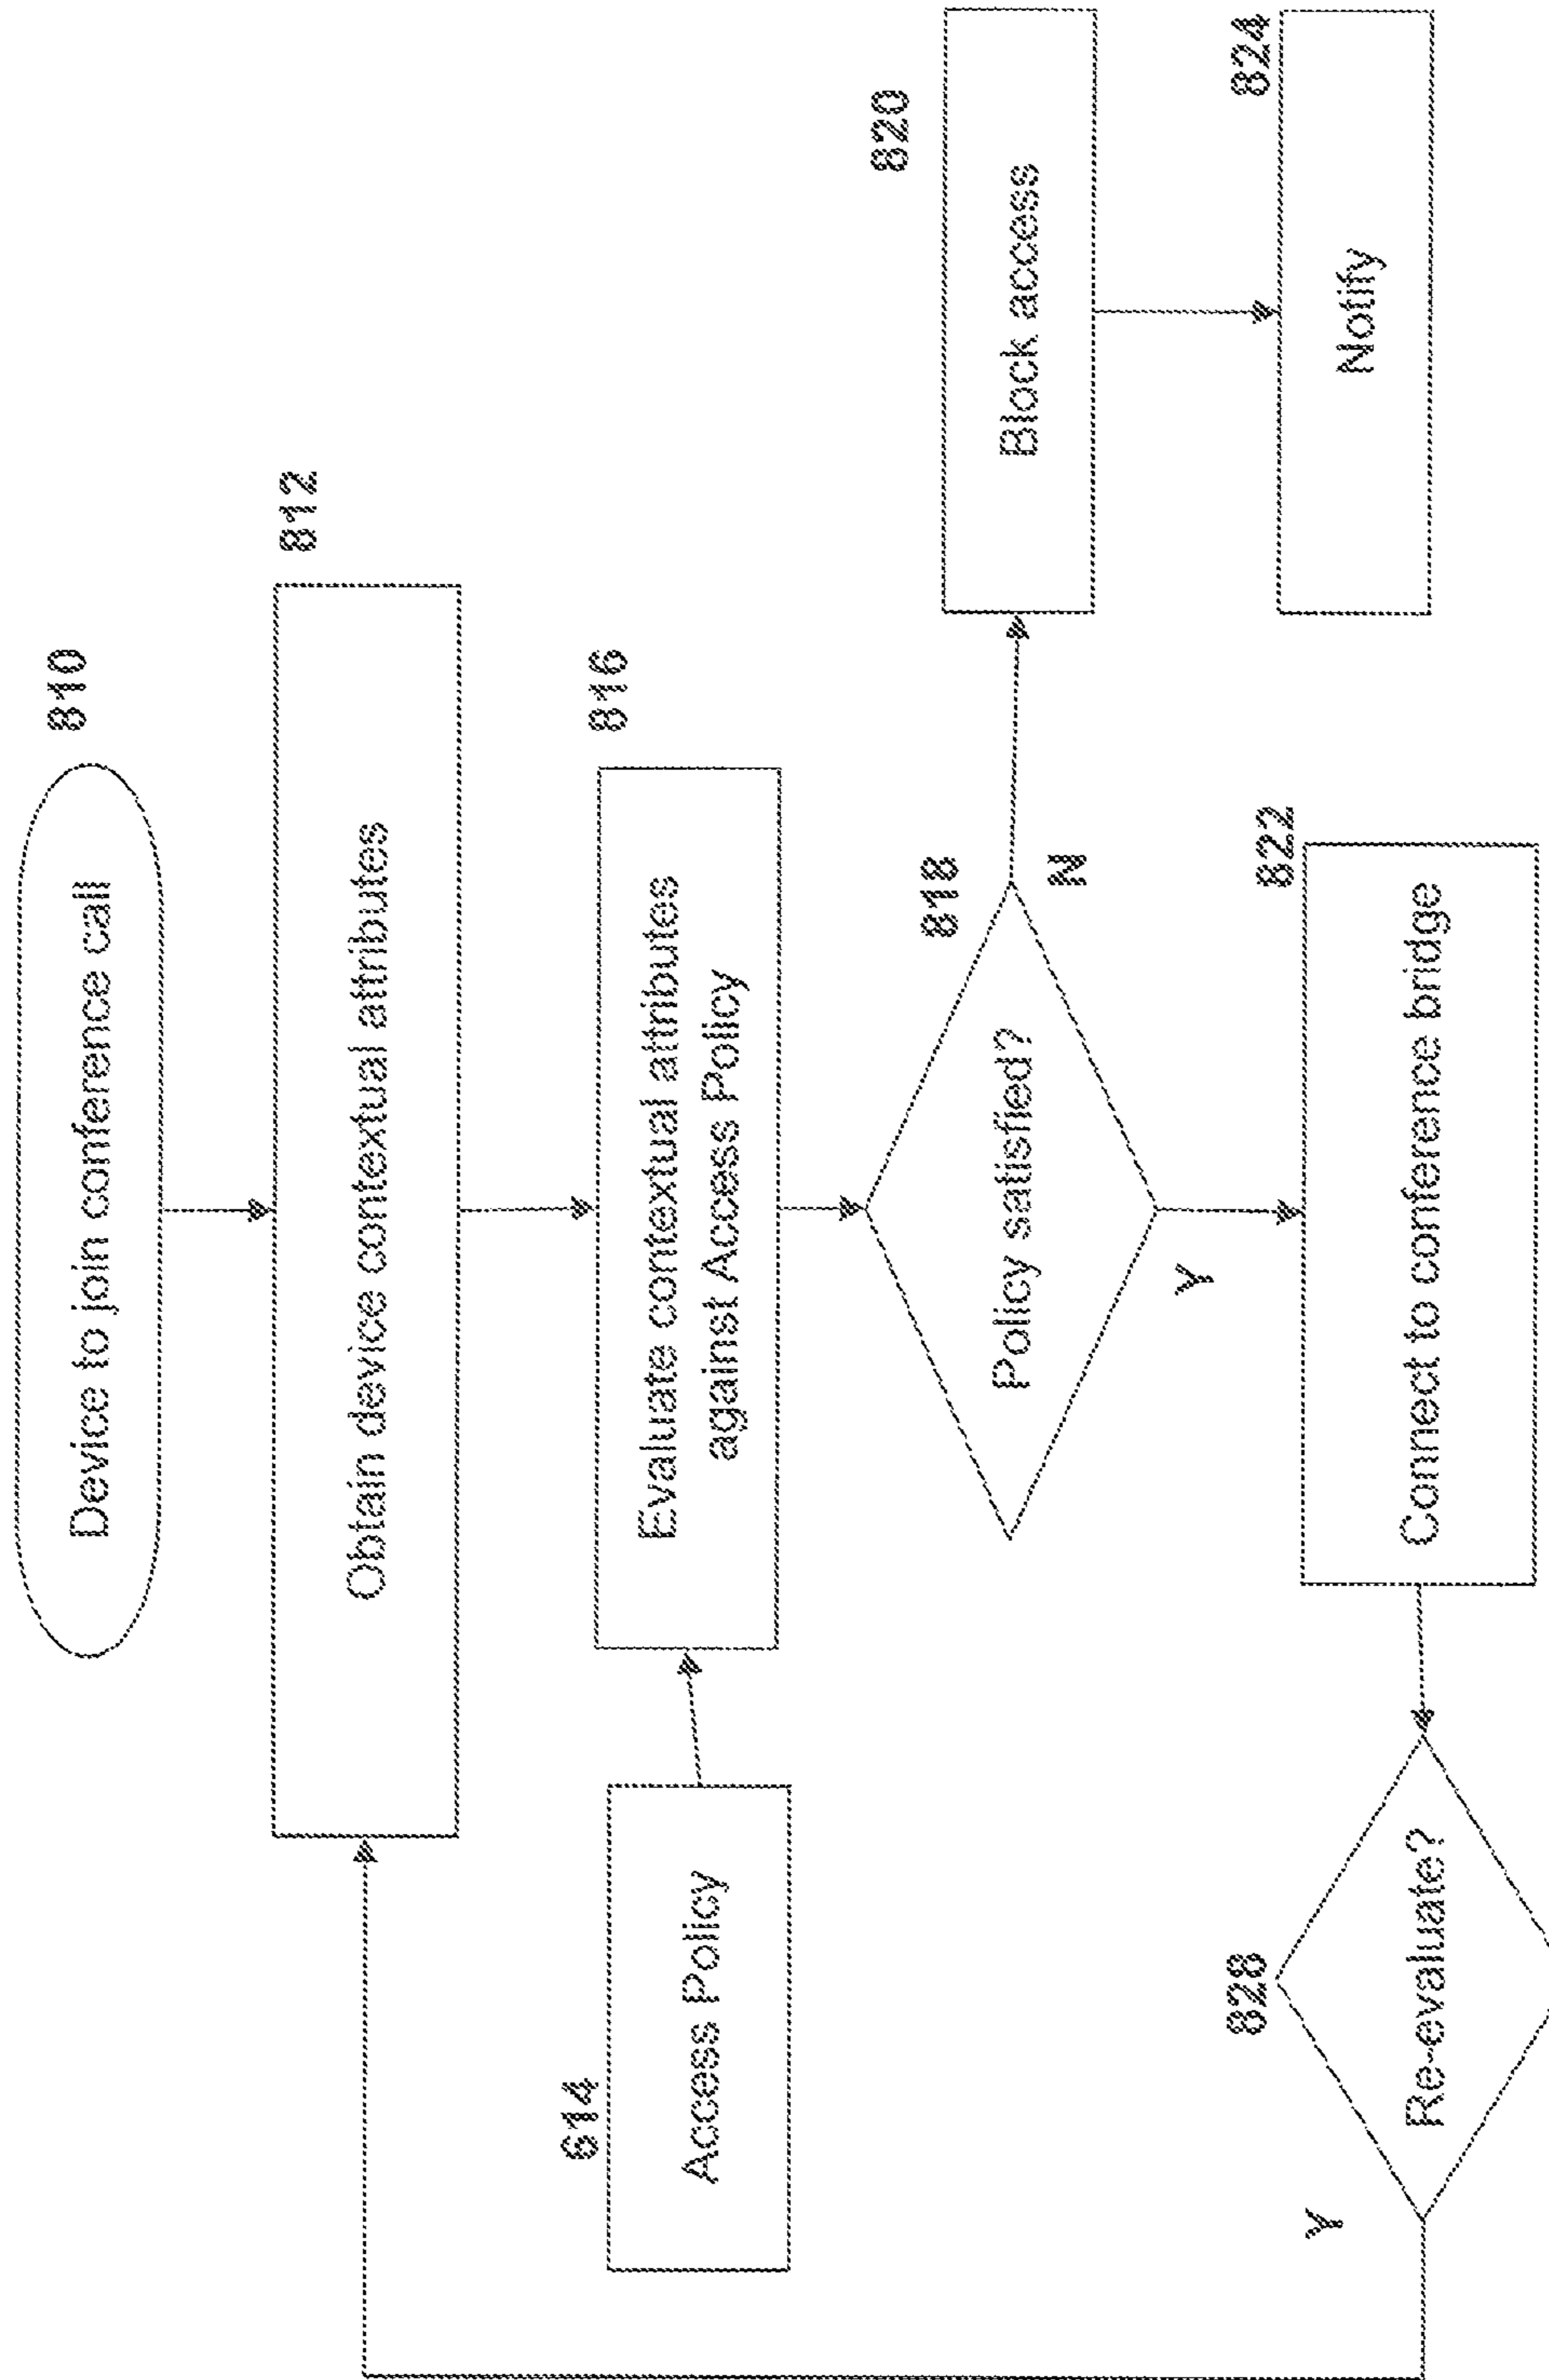 Device to join conference call
810
812
Obtain device contextual attributes
816
Evaluate contextual attributes
against Access Policy
614
Access Policy
818
Policy satisfied?
N
Y
820
Block access
824
Notify
822
Connect to conference bridge
828
Re-evaluate?
Y